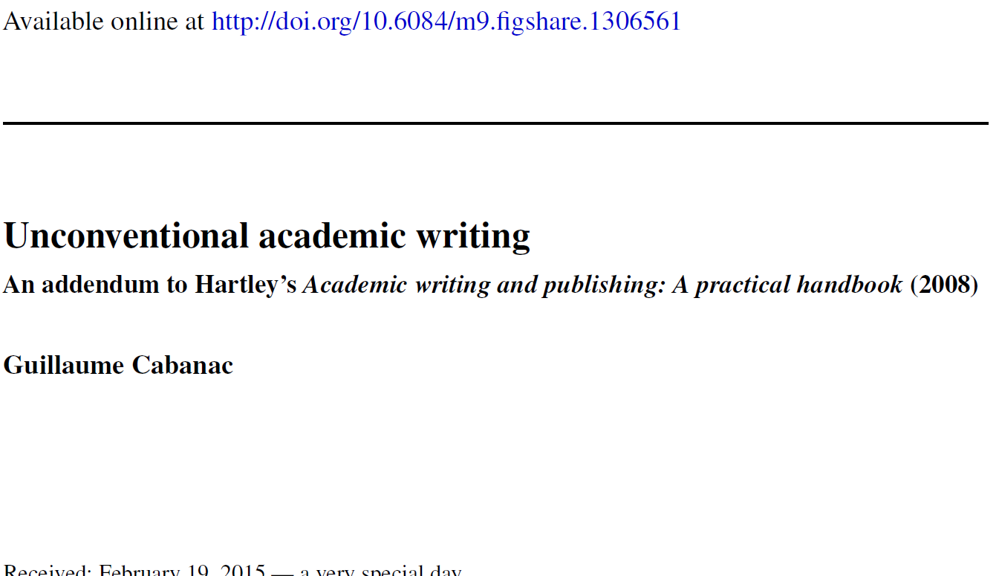 Available online at http://doi.org/10.6084/m9.figshare.1306561
Unconventional academic writing
An addendum to Hartley’s Academic writing and publishing: A practical handbook (2008)
Guillaume Cabanac
Received: February 19, 2015 — a very special day